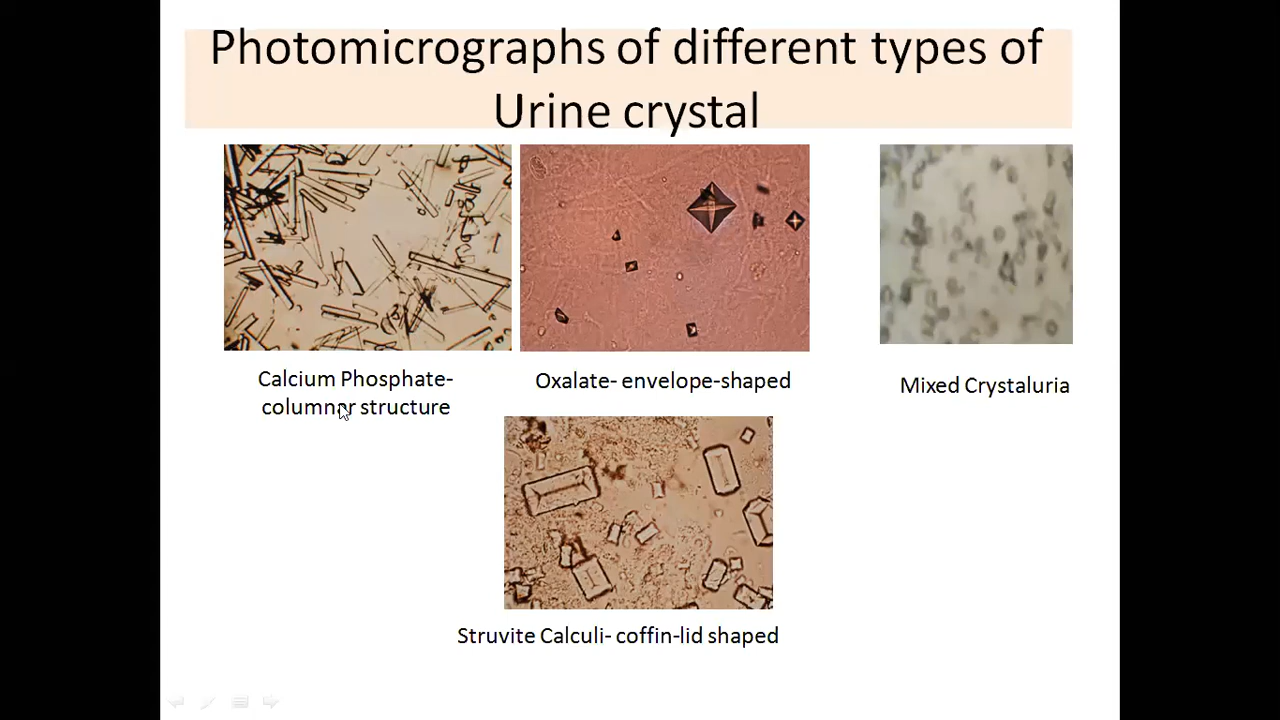 Photomicrographs of different types of
Urine crystal
Calcium Phosphate-
columnar structure
Oxalate- envelope-shaped
Mixed Crystaluria
Struvite Calculi- coffin-lid shaped